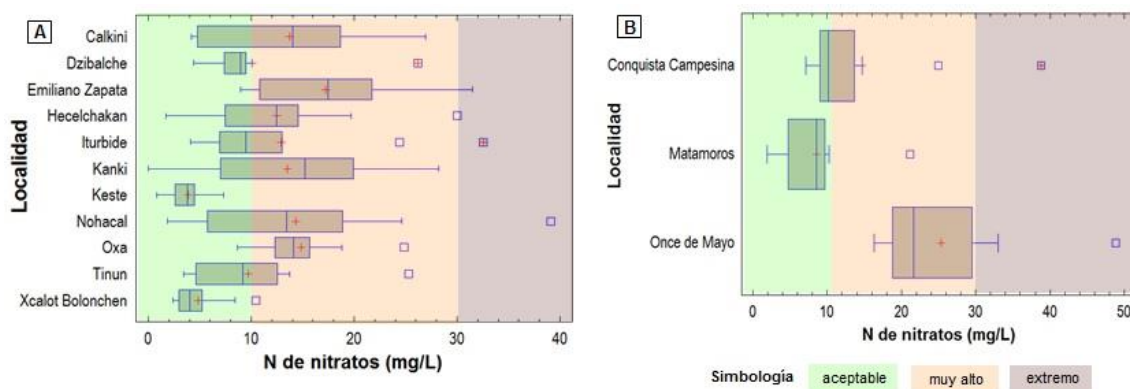 A
Localidad
Calkini
Dzibalche
Emiliano Zapata
Hecelchakan
Iturbide
Kanki
Keste
Nohacal
Oxa
Tinun
Xcalot Bolonchen
0 10 20 30 40
N de nitratos (mg/L)
B
Localidad
Conquista Campesina
Matamoros
Once de Mayo
0 10 20 30 40 50
N de nitratos (mg/L)
Simbología aceptable muy alto extremo